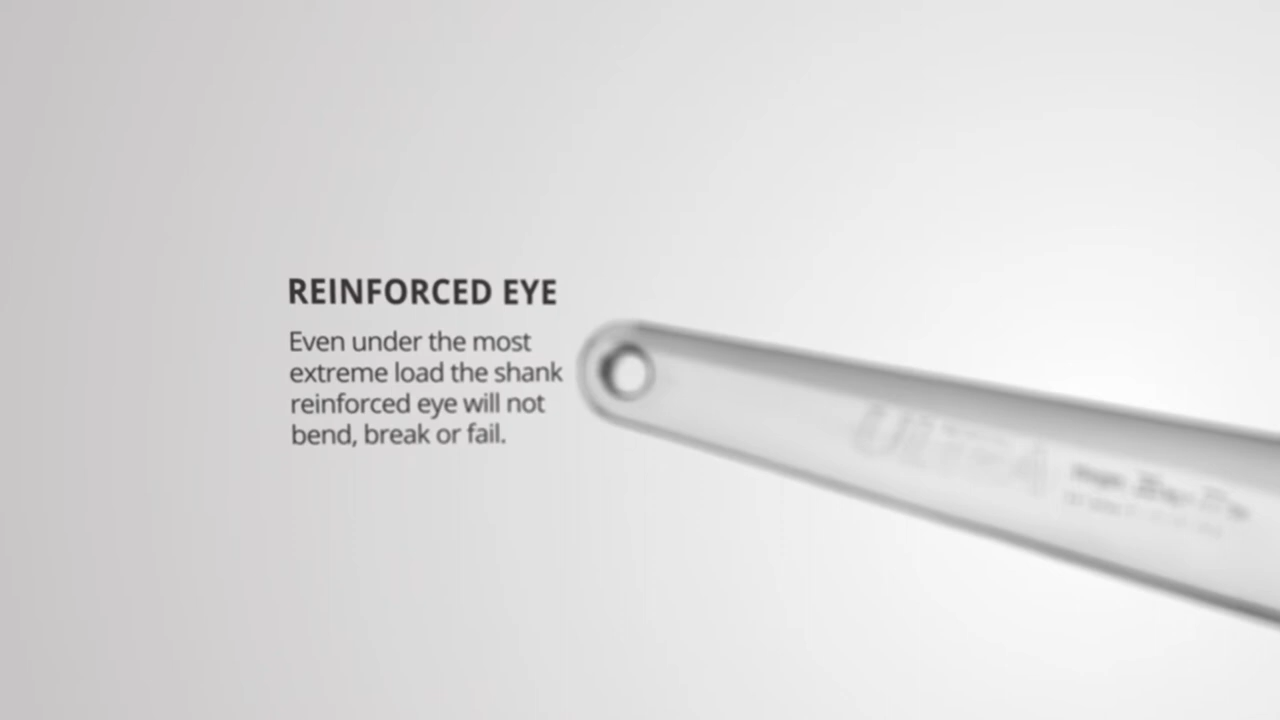 REINFORCED EYE
Even under the most
extreme load the shank
reinforced eye will not
bend, break or fail.